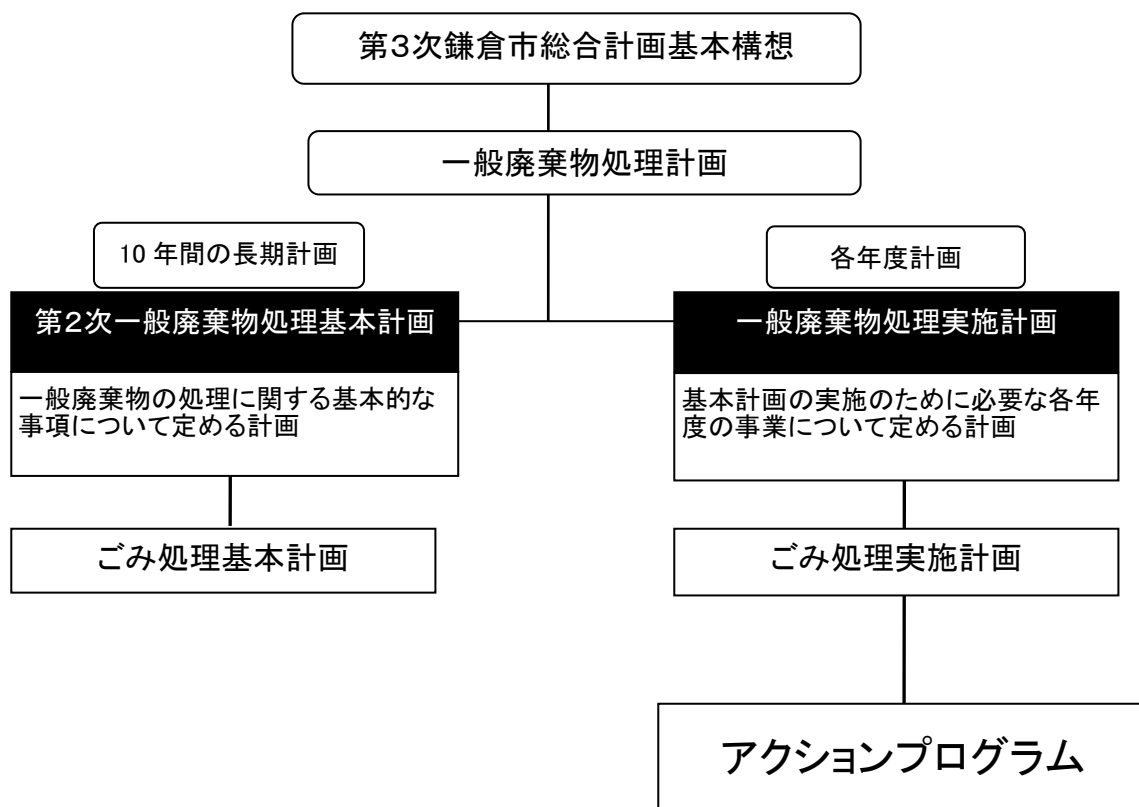 第3次鎌倉市総合計画基本構想
一般廃棄物処理計画
10 年間の長期計画
各年度計画
第2次一般廃棄物処理基本計画
一般廃棄物処理実施計画
一般廃棄物の処理に関する基本的な
事項について定める計画
基本計画の実施のために必要な各年
度の事業について定める計画
ごみ処理基本計画
ごみ処理実施計画
アクションプログラム